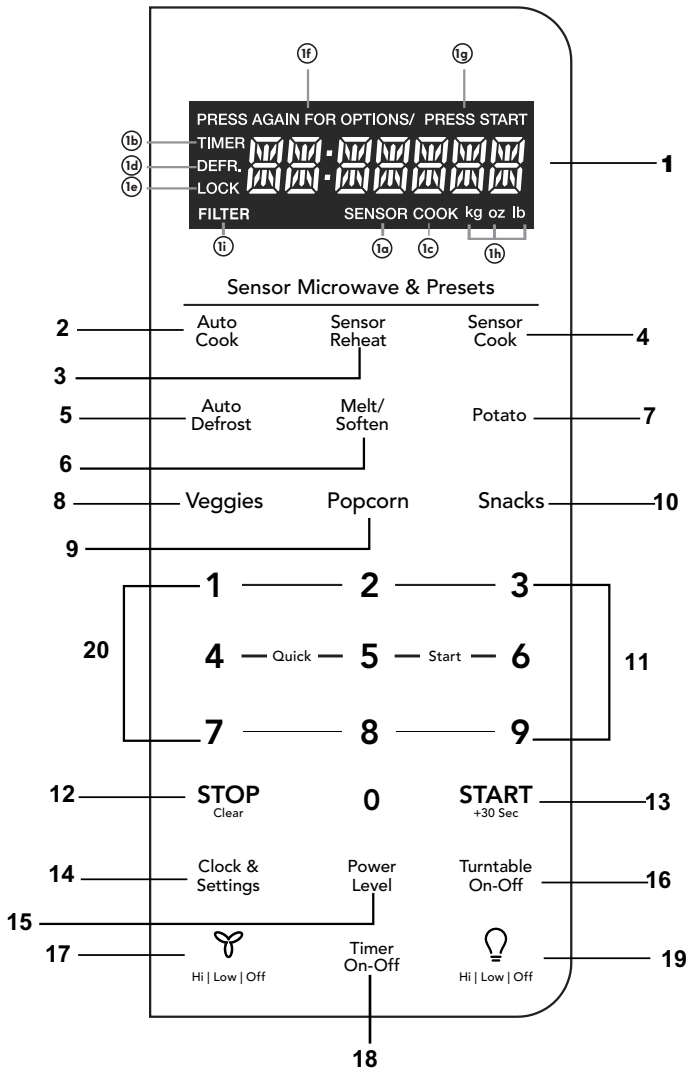 1f 1g
PRESS AGAIN FOR OPTIONS/ PRESS START
1b TIMER
1
1d DEFR.
1e LOCK
FILTER SENSOR COOK kg oz lb
1i 1a 1c 1h
Sensor Microwave & Presets
2 Auto Cook
Sensor Reheat
Sensor Cook 4
3
5 Auto Defrost
Melt/ Soften
Potato 7
6
8 Veggies Popcorn Snacks 10
9
1 2 3
20 4 Quick 5 Start 6 11
7 8 9
12 STOP 0 START 13
Clear +30 Sec
14 Clock & Settings
Power Level
Turntable On-Off 16
15
17 Timer On-Off 19
Hi | Low | Off Hi | Low | Off
18